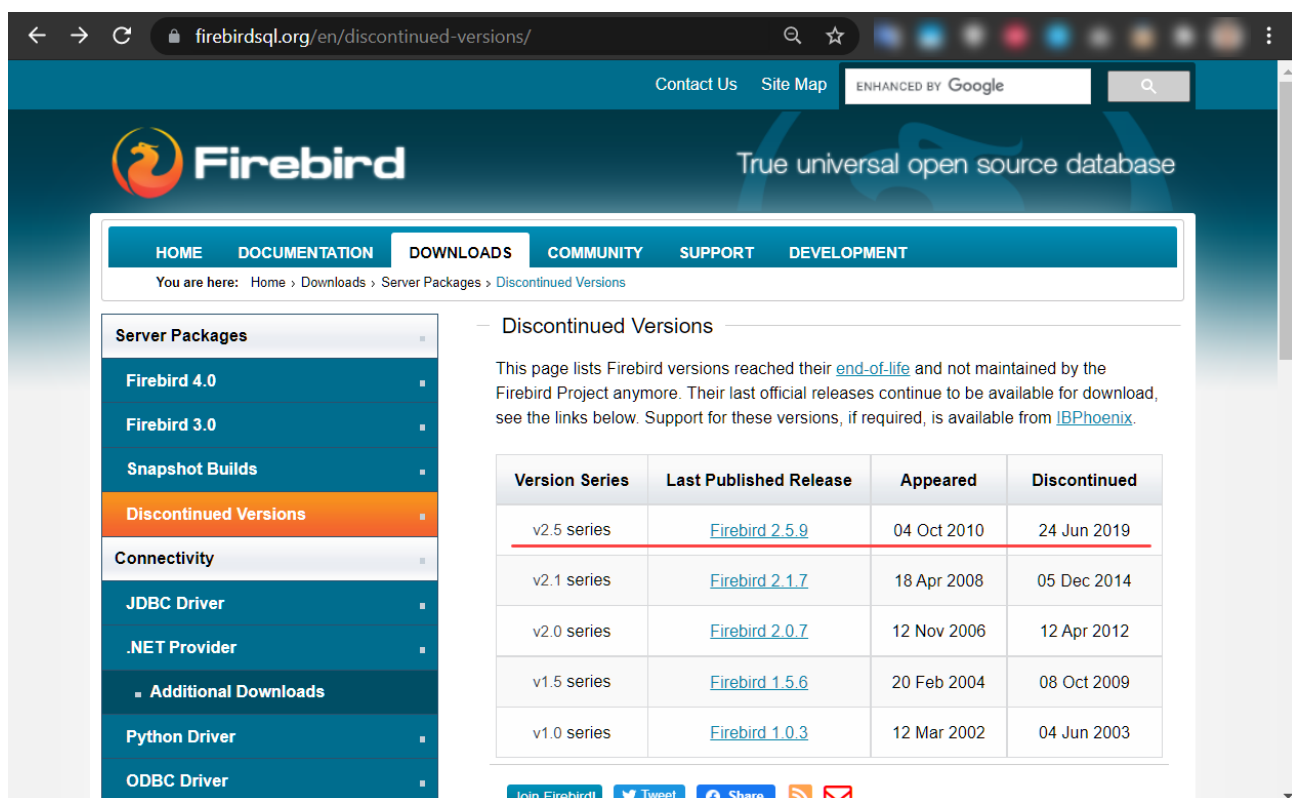 firebirdsql.org/en/discontinued-versions/
Contact Us Site Map ENHANCED BY Google
Firebird True universal open source database
HOME DOCUMENTATION DOWNLOADS COMMUNITY SUPPORT DEVELOPMENT
You are here: Home › Downloads › Server Packages › Discontinued Versions
Server Packages
Firebird 4.0
Firebird 3.0
Snapshot Builds
Discontinued Versions
Connectivity
JDBC Driver
.NET Provider
Additional Downloads
Python Driver
ODBC Driver
Discontinued Versions
This page lists Firebird versions reached their end-of-life and not maintained by the
Firebird Project anymore. Their last official releases continue to be available for download,
see the links below. Support for these versions, if required, is available from IBPhoenix.
Version Series Last Published Release Appeared Discontinued
v2.5 series Firebird 2.5.9 04 Oct 2010 24 Jun 2019
v2.1 series Firebird 2.1.7 18 Apr 2008 05 Dec 2014
v2.0 series Firebird 2.0.7 12 Nov 2006 12 Apr 2012
v1.5 series Firebird 1.5.6 20 Feb 2004 08 Oct 2009
v1.0 series Firebird 1.0.3 12 Mar 2002 04 Jun 2003
Join Firebird! Tweet Share